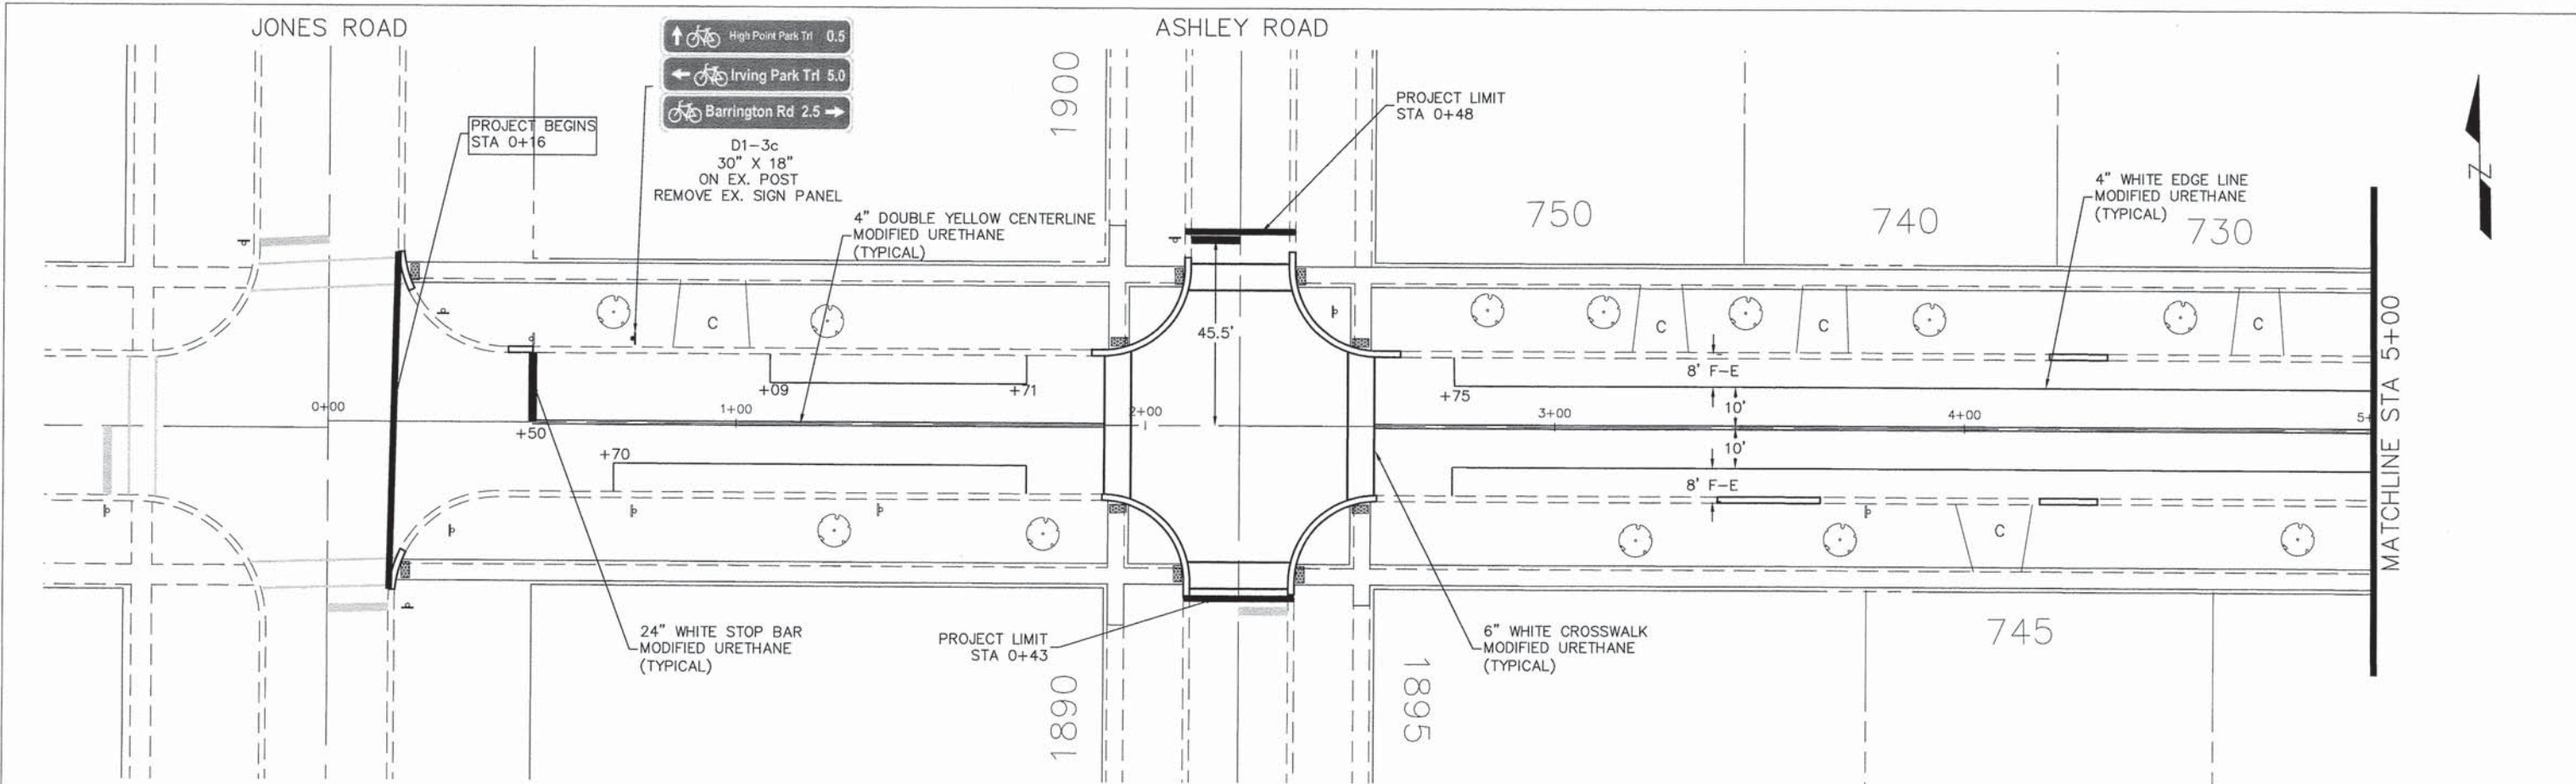 JONES ROAD
ASHLEY ROAD
High Point Park Trl 0.5
Irving Park Trl 5.0
Barrington Rd 2.5
D1-3c
30" X 18"
ON EX. POST
REMOVE EX. SIGN PANEL
PROJECT BEGINS
STA 0+16
1900
PROJECT LIMIT
STA 0+48
4" DOUBLE YELLOW CENTERLINE
MODIFIED URETHANE
(TYPICAL)
750
740
730
4" WHITE EDGE LINE
MODIFIED URETHANE
(TYPICAL)
N
C
C
C
C
45.5'
8' F-E
+09
+71
+75
10'
0+00
1+00
2+00
3+00
4+00
5+
+50
10'
+70
8' F-E
C
MATCHLINE STA 5+00
24" WHITE STOP BAR
MODIFIED URETHANE
(TYPICAL)
PROJECT LIMIT
STA 0+43
6" WHITE CROSSWALK
MODIFIED URETHANE
(TYPICAL)
745
1890
1895